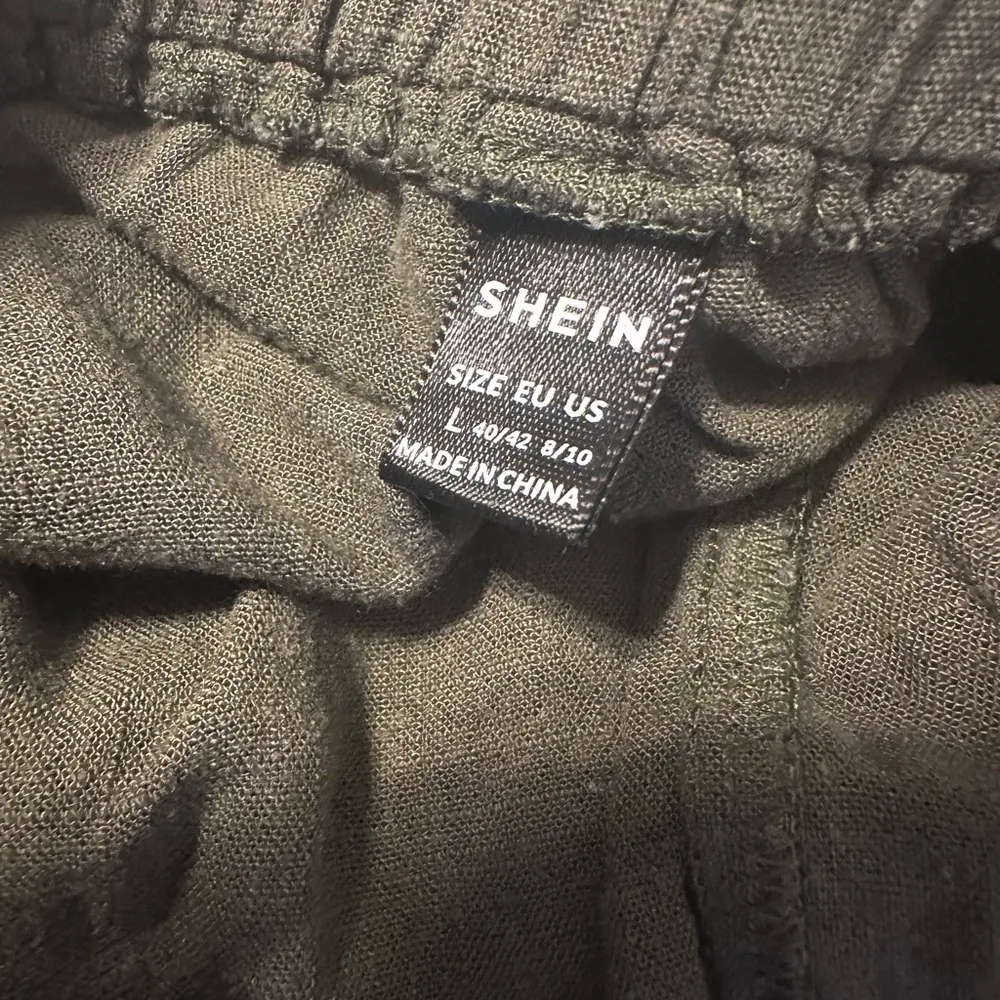 SHEIN
SIZE EU US
L 40/42 8/10
MADE IN CHINA